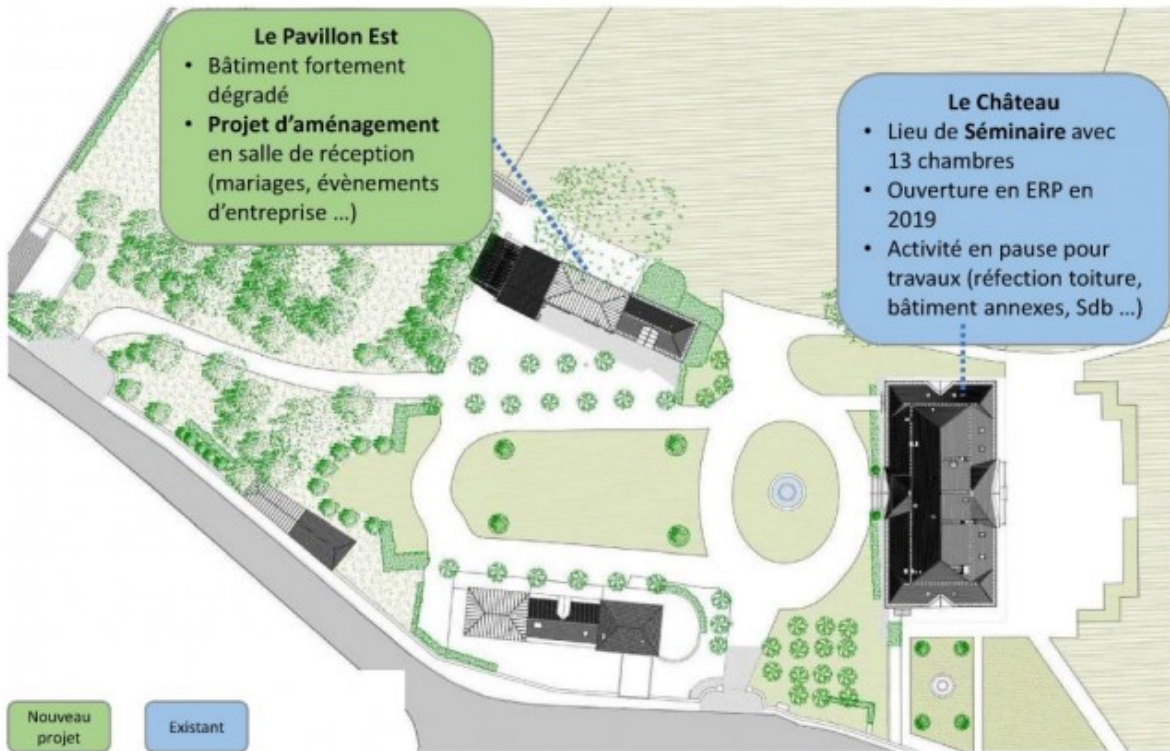 Le Pavillon Est
• Bâtiment fortement
dégradé
• Projet d'aménagement
en salle de réception
(mariages, évènements
d'entreprise ...)
Le Château
• Lieu de Séminaire avec
13 chambres
• Ouverture en ERP en
2019
• Activité en pause pour
travaux (réfection toiture,
bâtiment annexes, Sdb ...)
Nouveau
projet
Existant